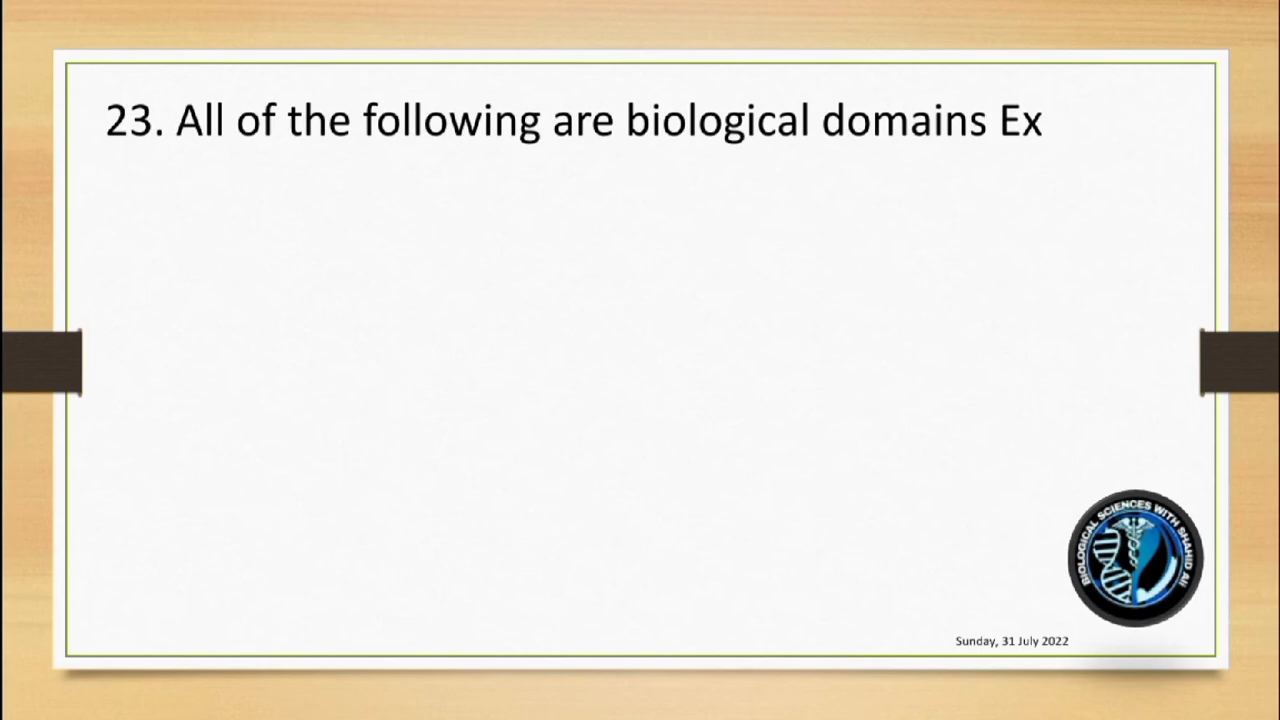 23. All of the following are biological domains Ex
BIOLOGICAL SCIENCES WITH SHAHID Ali
Sunday, 31 July 2022